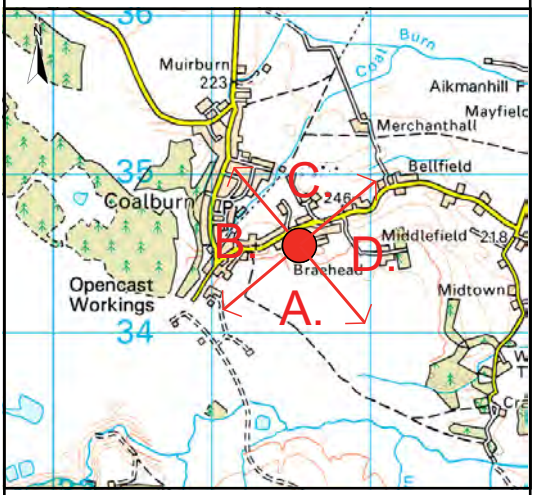 36
N
Muirburn
223
Coal Burn
Aikmanhill F
Mayfield
Merchanthall
35
Bellfield
C.
Coalburn
P
246
B.
D.
Middlefield
218
Braehead
Opencast
Workings
Midtown
A.
34
W
T
Cra